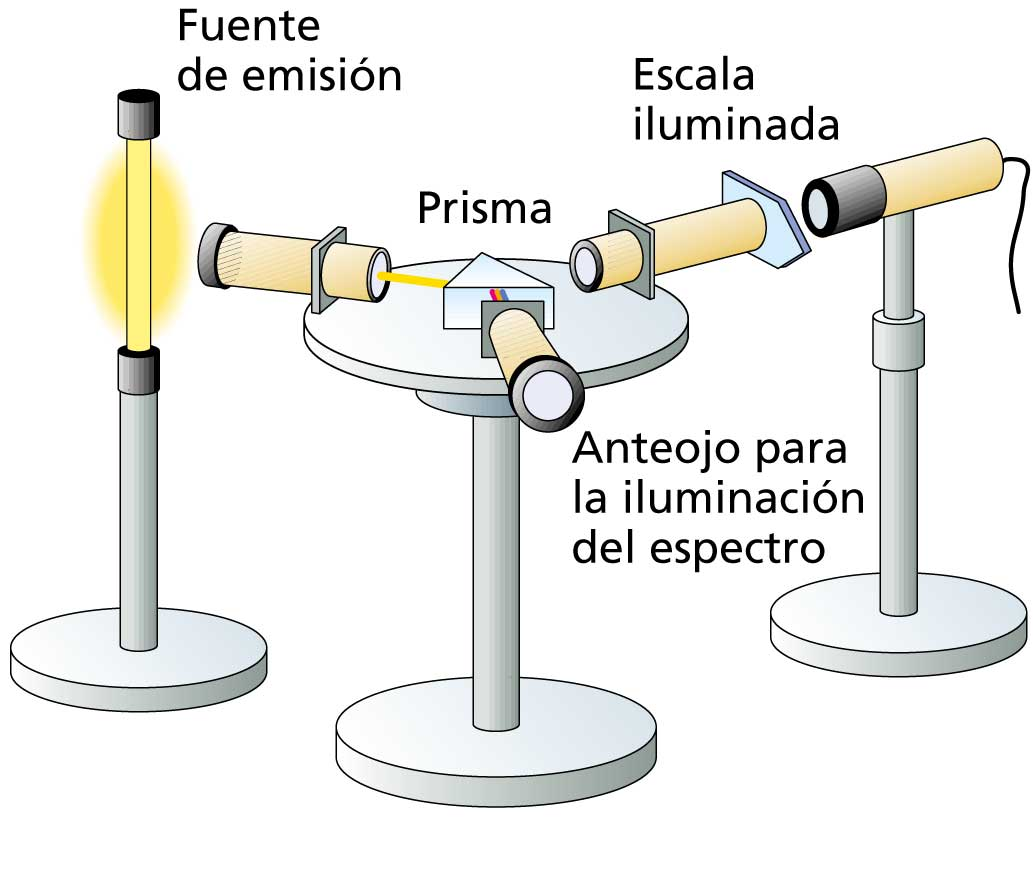 Fuente
de emisión
Escala
iluminada
Prisma
Anteojo para
la iluminación
del espectro